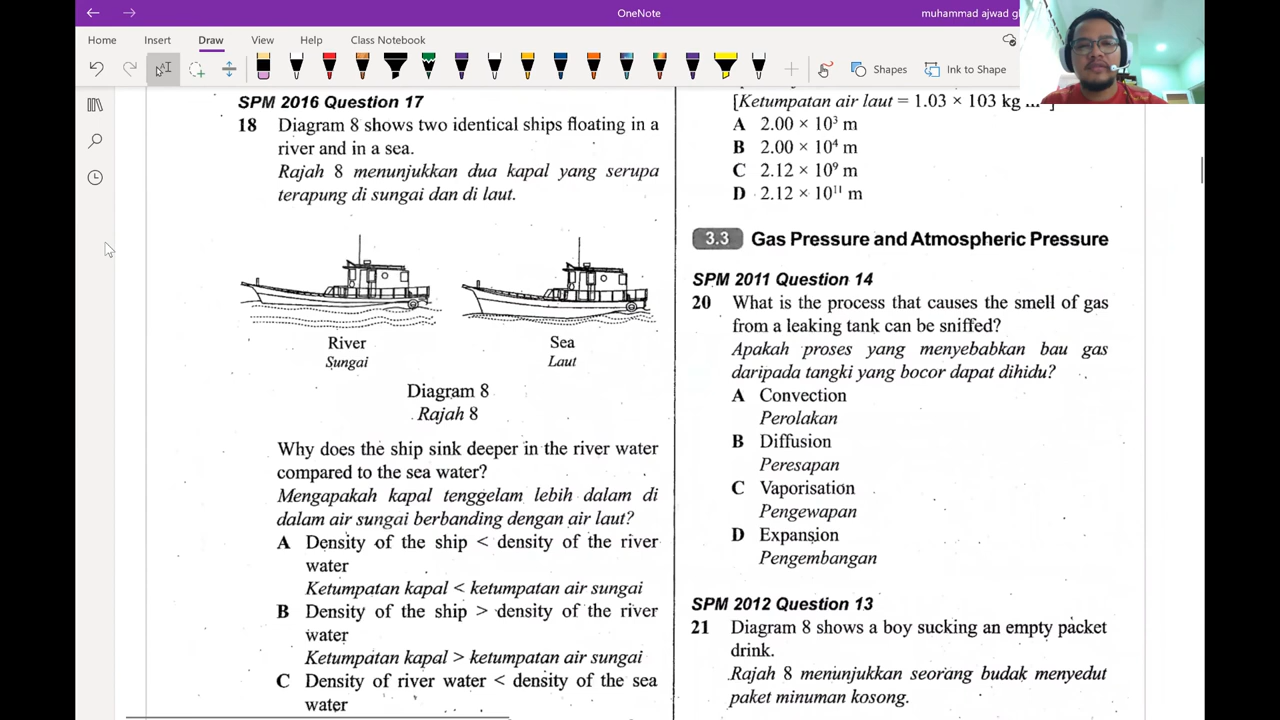 OneNote
muhammad ajwad gh
Home Insert Draw View Help Class Notebook
Shapes Ink to Shape
SPM 2016 Question 17
18 Diagram 8 shows two identical ships floating in a
river and in a sea.
Rajah 8 menunjukkan dua kapal yang serupa
terapung di sungai dan di laut.
River
Sungai
Sea
Laut
Diagram 8
Rajah 8
Why does the ship sink deeper in the river water
compared to the sea water?
Mengapakah kapal tenggelam lebih dalam di
dalam air sungai berbanding dengan air laut?
A Density of the ship < density of the river
water
Ketumpatan kapal < ketumpatan air sungai
B Density of the ship > density of the river
water
Ketumpatan kapal > ketumpatan air sungai
C Density of river water < density of the sea
water
[Ketumpatan air laut = 1.03 × 103 kg
A 2.00 × 10³ m
B 2.00 × 10⁴ m
C 2.12 × 10⁹ m
D 2.12 × 10¹¹ m
3.3 Gas Pressure and Atmospheric Pressure
SPM 2011 Question 14
20 What is the process that causes the smell of gas
from a leaking tank can be sniffed?
Apakah proses yang menyebabkan bau gas
daripada tangki yang bocor dapat dihidu?
A Convection
Perolakan
B Diffusion
Peresapan
C Vaporisation
Pengewapan
D Expansion
Pengembangan
SPM 2012 Question 13
21 Diagram 8 shows a boy sucking an empty packet
drink.
Rajah 8 menunjukkan seorang budak menyedut
paket minuman kosong.